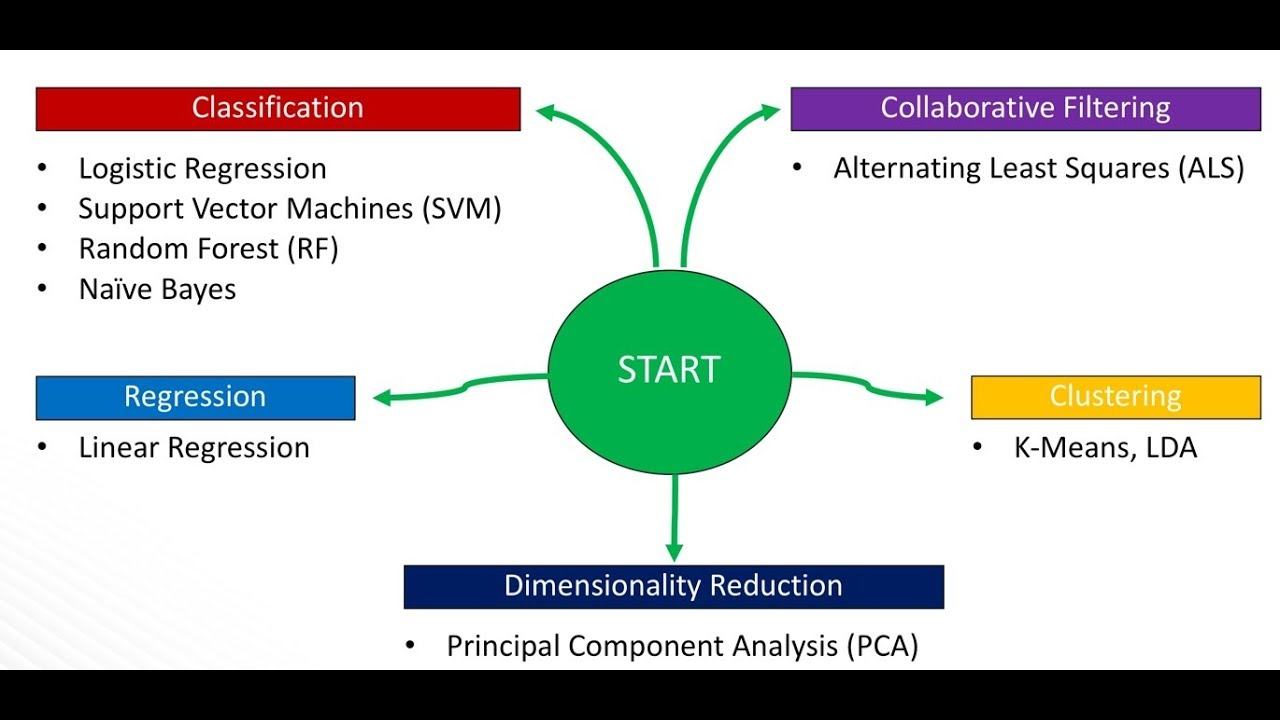 Classification
• Logistic Regression
• Support Vector Machines (SVM)
• Random Forest (RF)
• Naïve Bayes
Collaborative Filtering
• Alternating Least Squares (ALS)
START
Regression
• Linear Regression
Clustering
• K-Means, LDA
Dimensionality Reduction
• Principal Component Analysis (PCA)